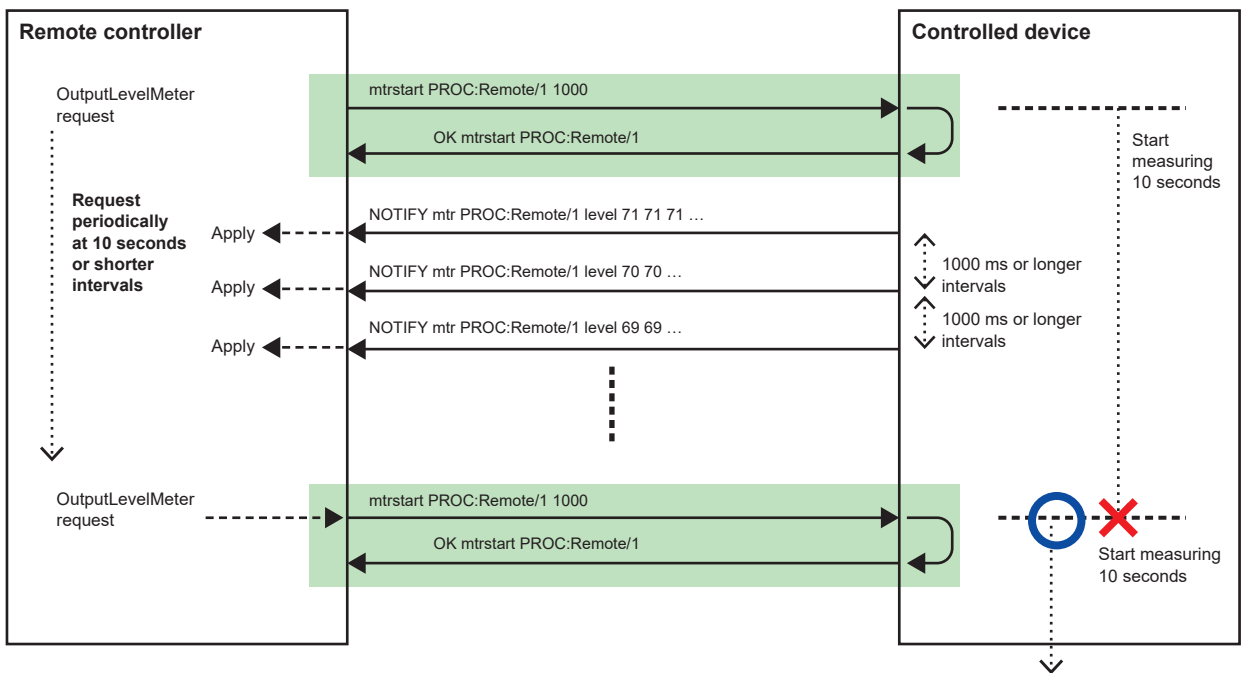 Remote controller
Controlled device
OutputLevelMeter
request
mtrstart PROC:Remote/1 1000
OK mtrstart PROC:Remote/1
Start
measuring
10 seconds
Request
periodically
at 10 seconds
or shorter
intervals
NOTIFY mtr PROC:Remote/1 level 71 71 71 …
Apply
1000 ms or longer
intervals
NOTIFY mtr PROC:Remote/1 level 70 70 …
Apply
1000 ms or longer
intervals
NOTIFY mtr PROC:Remote/1 level 69 69 …
Apply
OutputLevelMeter
request
mtrstart PROC:Remote/1 1000
OK mtrstart PROC:Remote/1
Start measuring
10 seconds